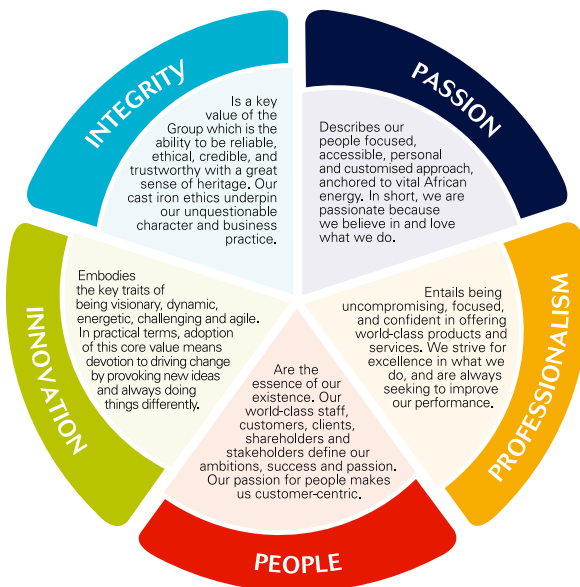 INTEGRITY
Is a key
value of the
Group which is the
ability to be reliable,
ethical, credible, and
trustworthy with a great
sense of heritage. Our
cast iron ethics underpin
our unquestionable
character and business
practice.
PASSION
Describes our
people focused,
accessible, personal
and customised approach,
anchored to vital African
energy. In short, we are
passionate because
we believe in and love
what we do.
PROFESSIONALISM
Entails being
uncompromising, focused,
and confident in offering
world-class products and
services. We strive for
excellence in what we
do, and are always
seeking to improve
our performance.
PEOPLE
Are the
essence of our
existence. Our
world-class staff,
customers, clients,
shareholders and
stakeholders define our
ambitions, success and passion.
Our passion for people makes
us customer-centric.
INNOVATION
Embodies
the key traits of
being visionary, dynamic,
energetic, challenging and agile.
In practical terms, adoption
of this core value means
devotion to driving change
by provoking new ideas
and always doing
things differently.